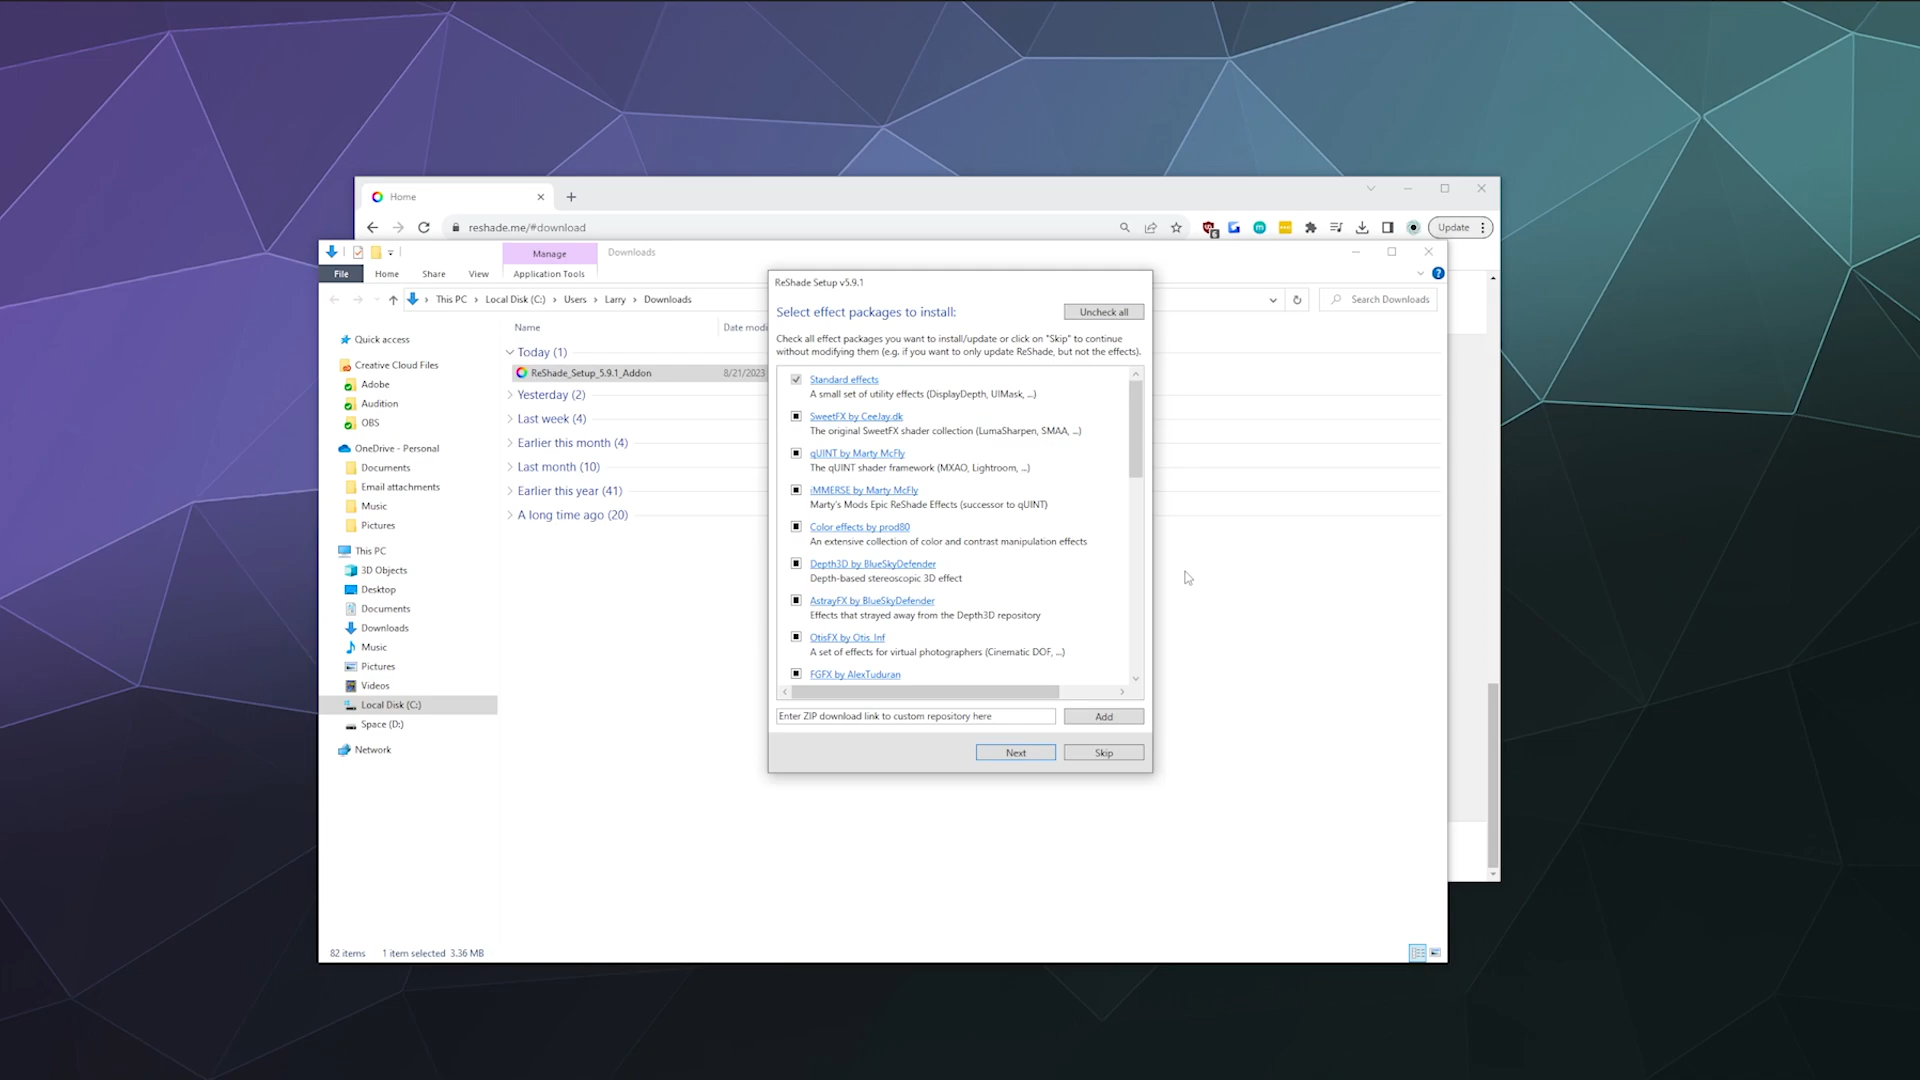 Home
reshade.me/#download
Update
Manage
Downloads
File
Home
Share
View
Application Tools
This PC
Local Disk (C:)
Users
Larry
Downloads
Search Downloads
Quick access
Creative Cloud Files
Adobe
Audition
OBS
OneDrive - Personal
Documents
Email attachments
Music
Pictures
This PC
3D Objects
Desktop
Documents
Downloads
Music
Pictures
Videos
Local Disk (C:)
Space (D:)
Network
Name
Date modi
Today (1)
ReShade_Setup_5.9.1_Addon
8/21/2023
Yesterday (2)
Last week (4)
Earlier this month (4)
Last month (10)
Earlier this year (41)
A long time ago (20)
ReShade Setup v5.9.1
Select effect packages to install:
Uncheck all
Check all effect packages you want to install/update or click on "Skip" to continue
without modifying them (e.g. if you want to only update ReShade, but not the effects).
Standard effects
A small set of utility effects (DisplayDepth, UIMask, ...)
SweetFX by CeeJay.dk
The original SweetFX shader collection (LumaSharpen, SMAA, ...)
qUINT by Marty McFly
The qUINT shader framework (MXAO, Lightroom, ...)
iMMERSE by Marty McFly
Marty's Mods Epic ReShade Effects (successor to qUINT)
Color effects by prod80
An extensive collection of color and contrast manipulation effects
Depth3D by BlueSkyDefender
Depth-based stereoscopic 3D effect
AstrayFX by BlueSkyDefender
Effects that strayed away from the Depth3D repository
OtisFX by Otis_Inf
A set of effects for virtual photographers (Cinematic DOF, ...)
FGFX by AlexTuduran
Enter ZIP download link to custom repository here
Add
Next
Skip
82 items
1 item selected 3.36 MB